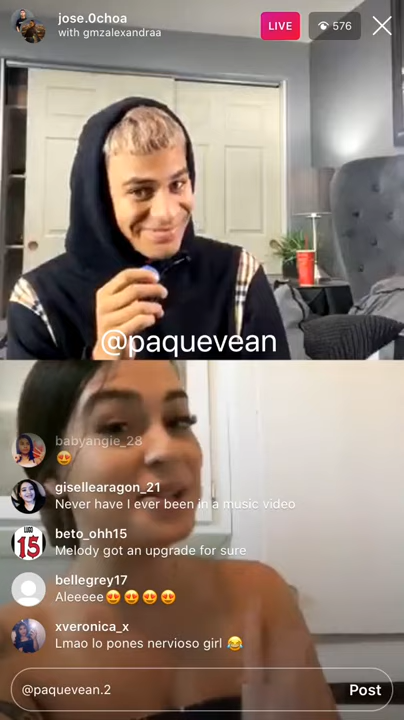 jose.0choa
with gmzalexandraa
LIVE
576
@paquevean
babyangie_28
😍
gisellearagon_21
Never have I ever been in a music video
beto_ohh15
LUGO
15
Melody got an upgrade for sure
bellegrey17
Aleeeee😍😍😍😍
xveronica_x
Lmao lo pones nervioso girl 😂
@paquevean.2
Post